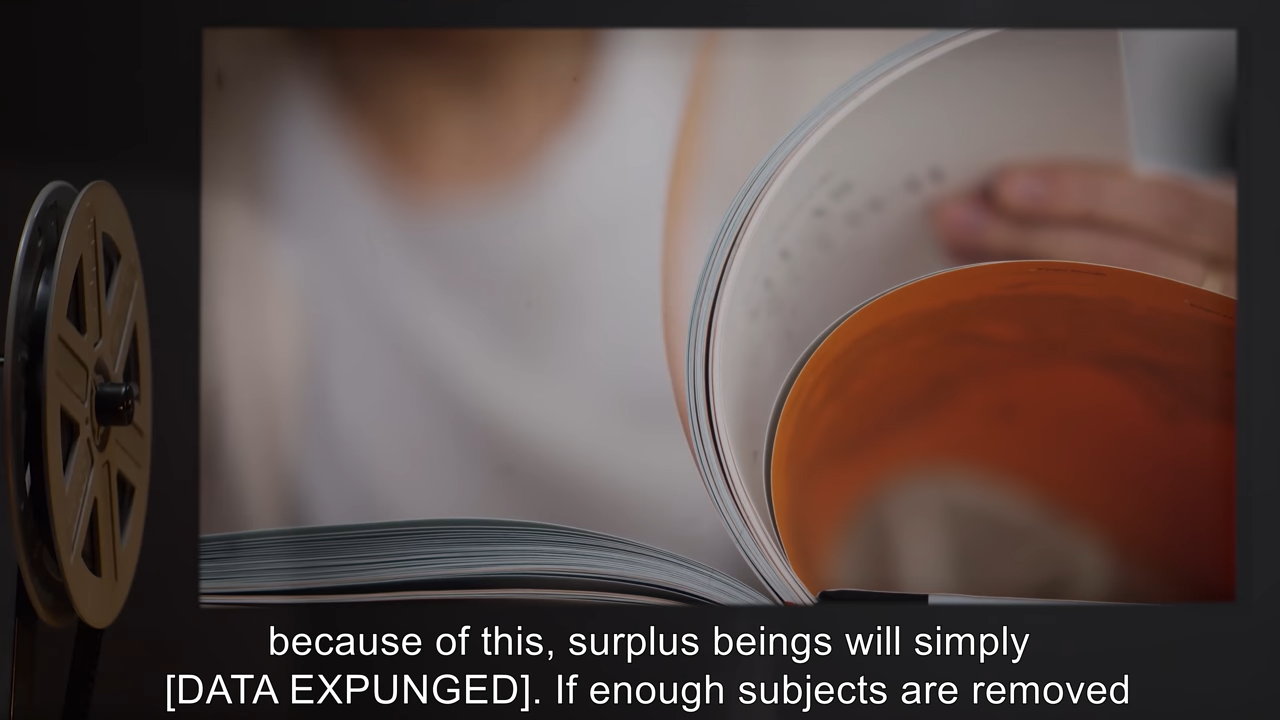 because of this, surplus beings will simply
[DATA EXPUNGED]. If enough subjects are removed